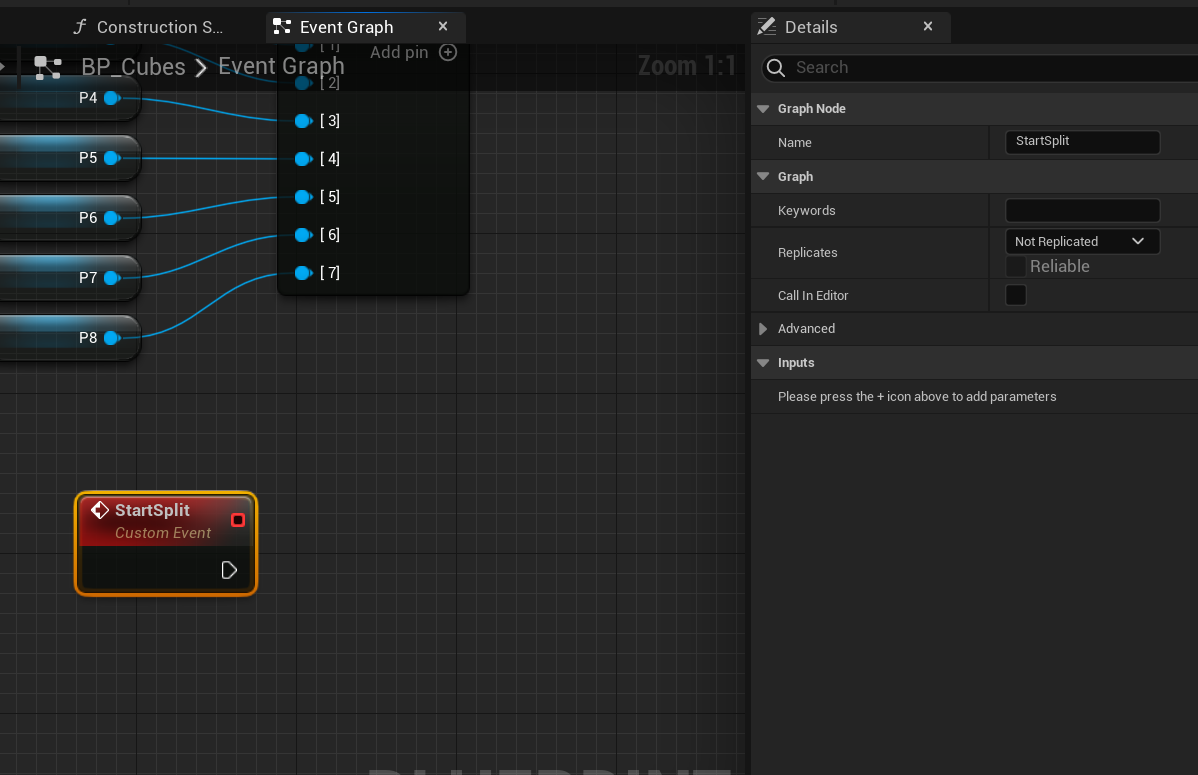 Construction S...
Event Graph
Details
[ 1]
Add pin
BP_Cubes
Event Graph
Zoom 1:1
Search
[ 2]
P4
[ 3]
P5
[ 4]
P6
[ 5]
P7
[ 6]
P8
[ 7]
Graph Node
Name
StartSplit
Graph
Keywords
Replicates
Not Replicated
Reliable
Call In Editor
Advanced
Inputs
Please press the + icon above to add parameters
StartSplit
Custom Event
BLUEPRINT